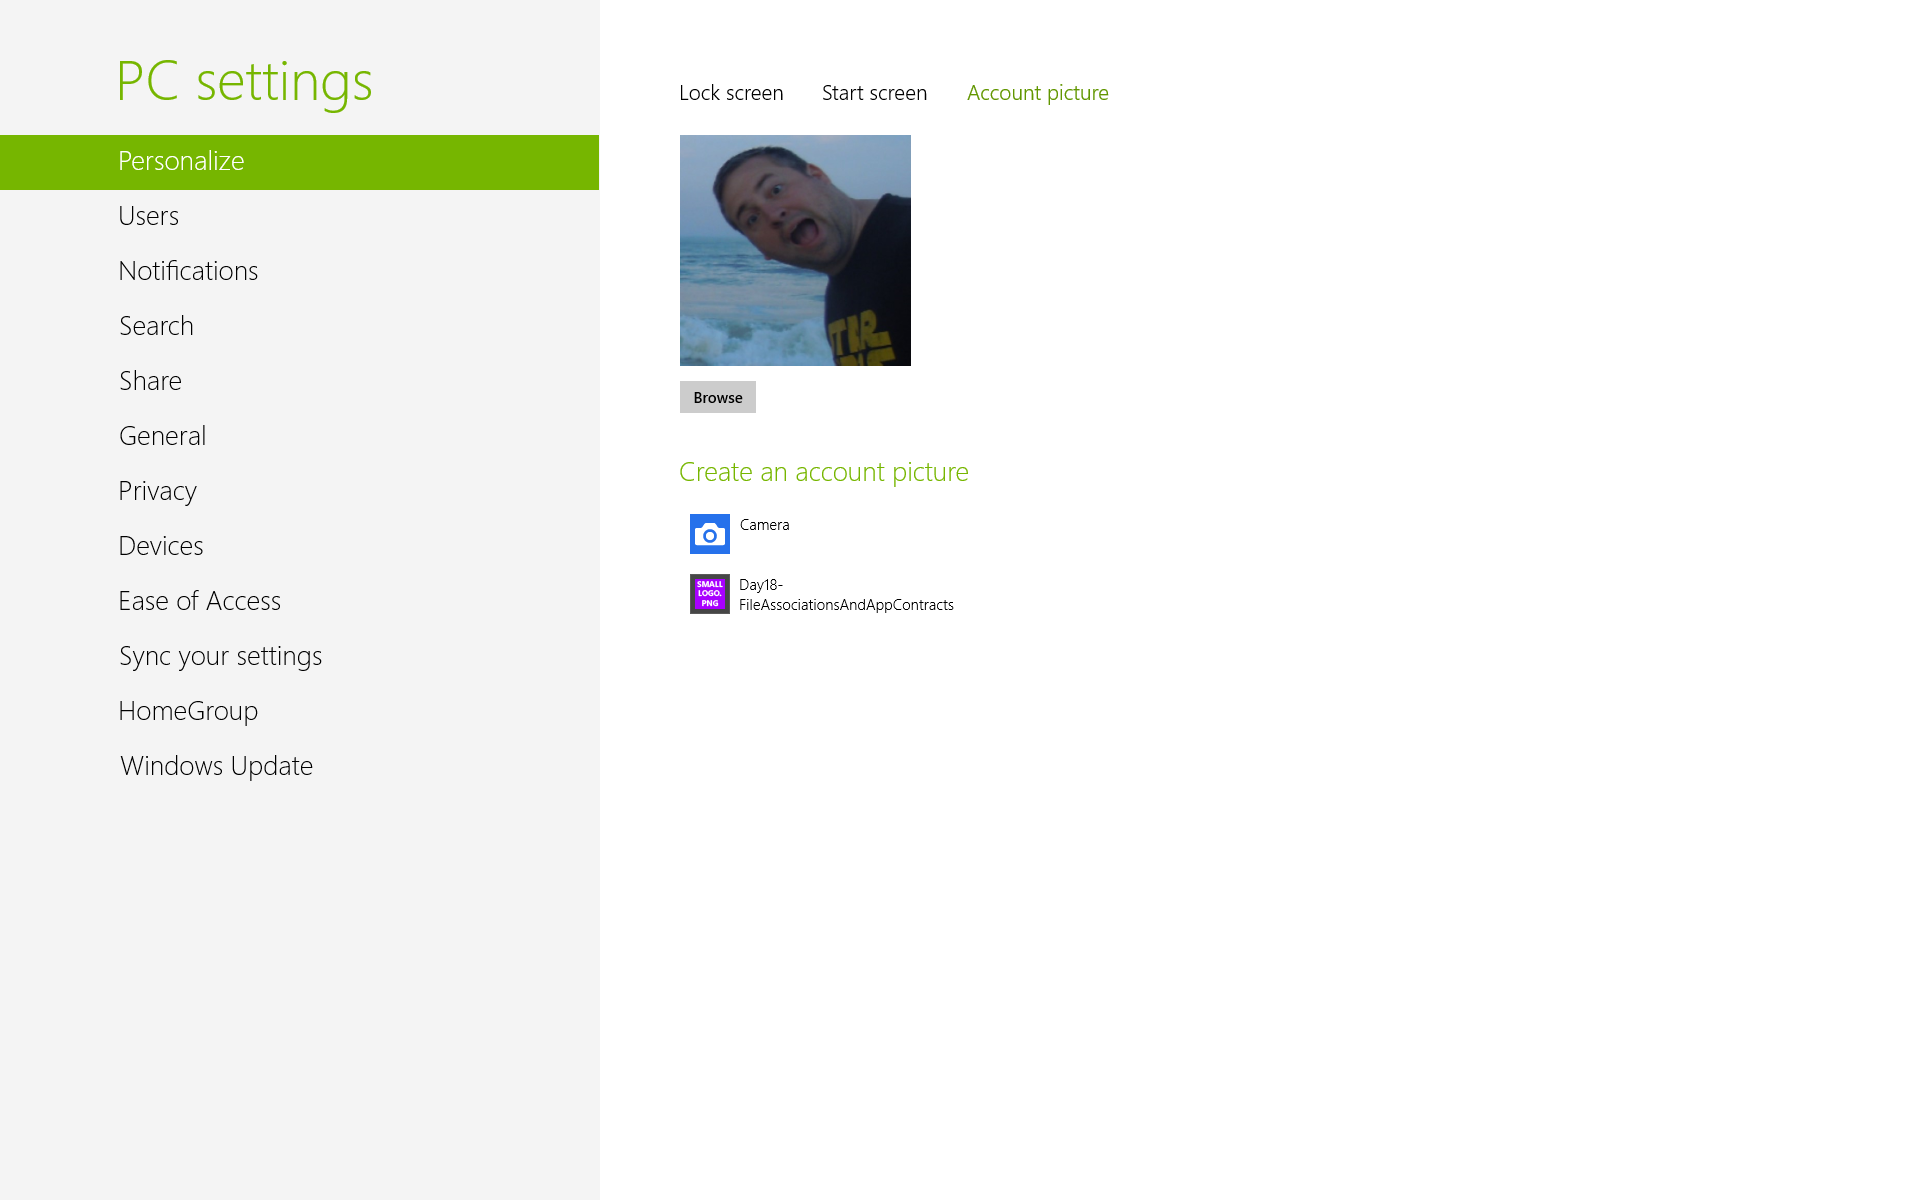 PC settings
Personalize
Users
Notifications
Search
Share
General
Privacy
Devices
Ease of Access
Sync your settings
HomeGroup
Windows Update
Lock screen
Start screen
Account picture
Browse
Create an account picture
Camera
SMALL
LOGO.
PNG
Day18-
FileAssociationsAndAppContracts